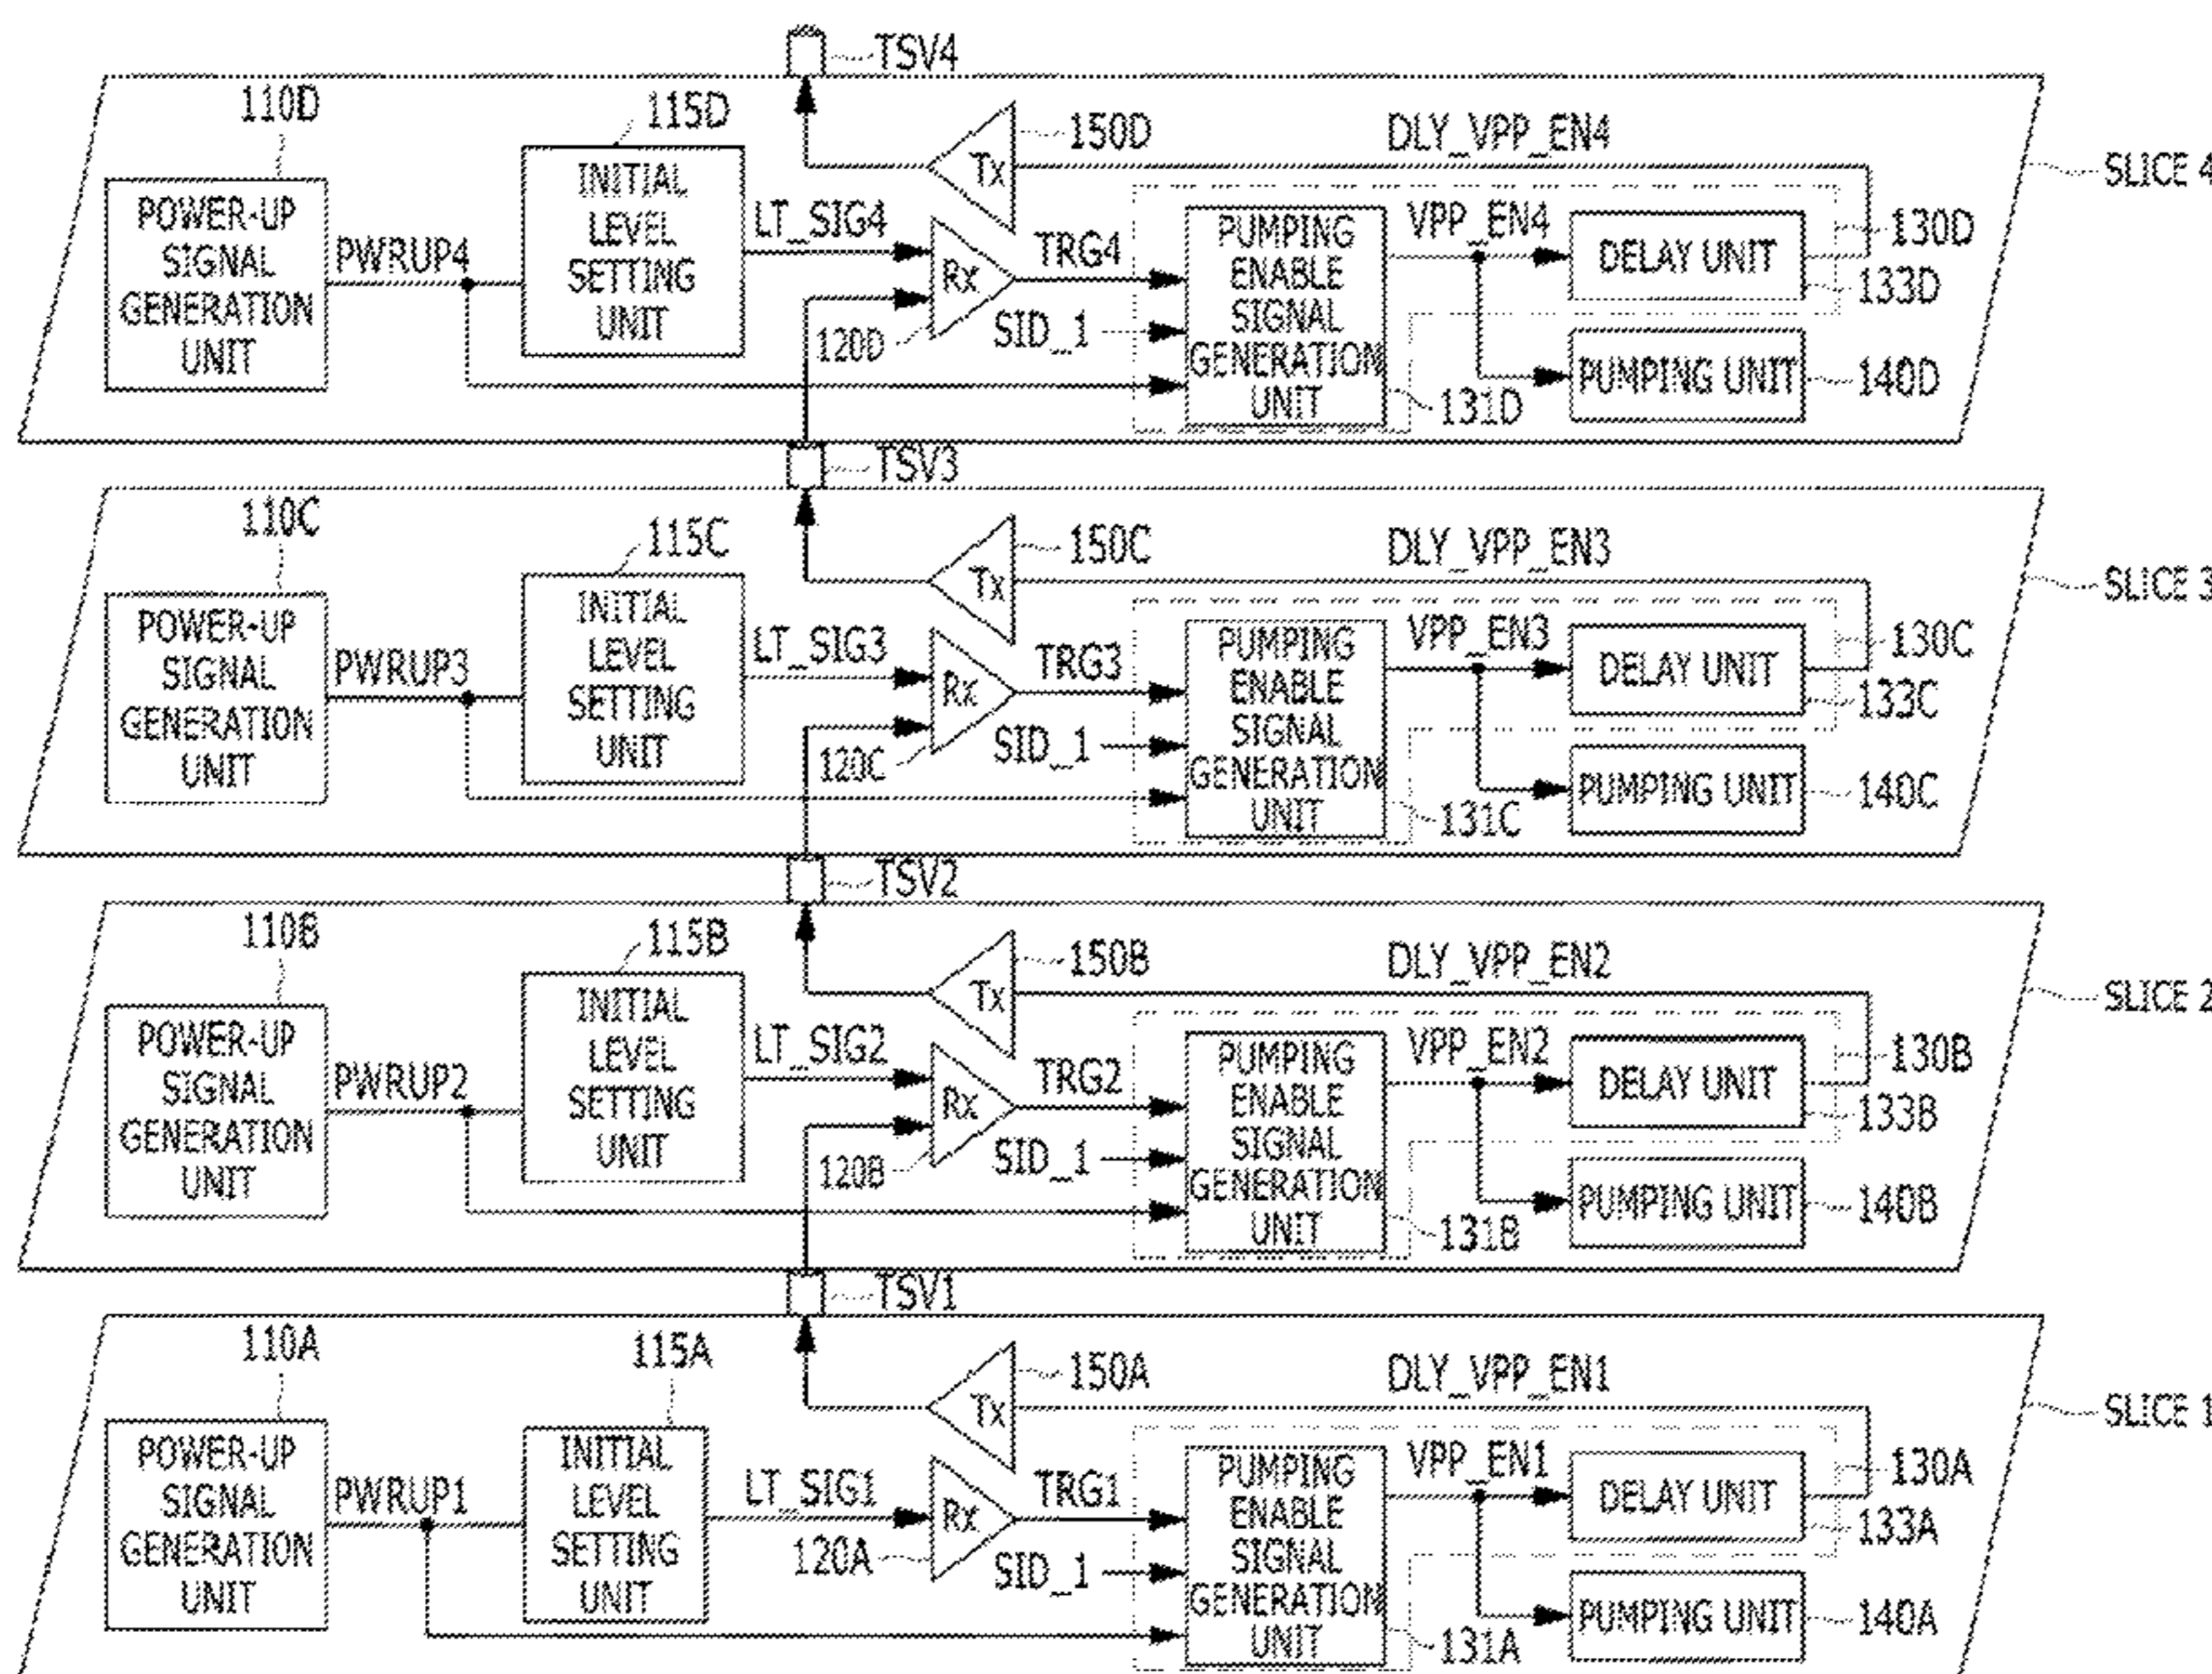 TSV4
110D
115D
150D
DLY_VPP_EN4
SLICE 4
POWER-UP
SIGNAL
GENERATION
UNIT
PWRUP4
INITIAL
LEVEL
SETTING
UNIT
LT_SIG4
Tx
Rx
120D
TRG4
SID_1
PUMPING
ENABLE
SIGNAL
GENERATION
UNIT
131D
VPP_EN4
DELAY UNIT
130D
133D
PUMPING UNIT
140D
TSV3
110C
115C
150C
DLY_VPP_EN3
SLICE 3
POWER-UP
SIGNAL
GENERATION
UNIT
PWRUP3
INITIAL
LEVEL
SETTING
UNIT
LT_SIG3
Tx
Rx
120C
TRG3
SID_1
PUMPING
ENABLE
SIGNAL
GENERATION
UNIT
131C
VPP_EN3
DELAY UNIT
130C
133C
PUMPING UNIT
140C
TSV2
110B
115B
150B
DLY_VPP_EN2
SLICE 2
POWER-UP
SIGNAL
GENERATION
UNIT
PWRUP2
INITIAL
LEVEL
SETTING
UNIT
LT_SIG2
Tx
Rx
120B
TRG2
SID_1
PUMPING
ENABLE
SIGNAL
GENERATION
UNIT
131B
VPP_EN2
DELAY UNIT
130B
133B
PUMPING UNIT
140B
TSV1
110A
115A
150A
DLY_VPP_EN1
SLICE 1
POWER-UP
SIGNAL
GENERATION
UNIT
PWRUP1
INITIAL
LEVEL
SETTING
UNIT
LT_SIG1
Tx
Rx
120A
TRG1
SID_1
PUMPING
ENABLE
SIGNAL
GENERATION
UNIT
131A
VPP_EN1
DELAY UNIT
130A
133A
PUMPING UNIT
140A